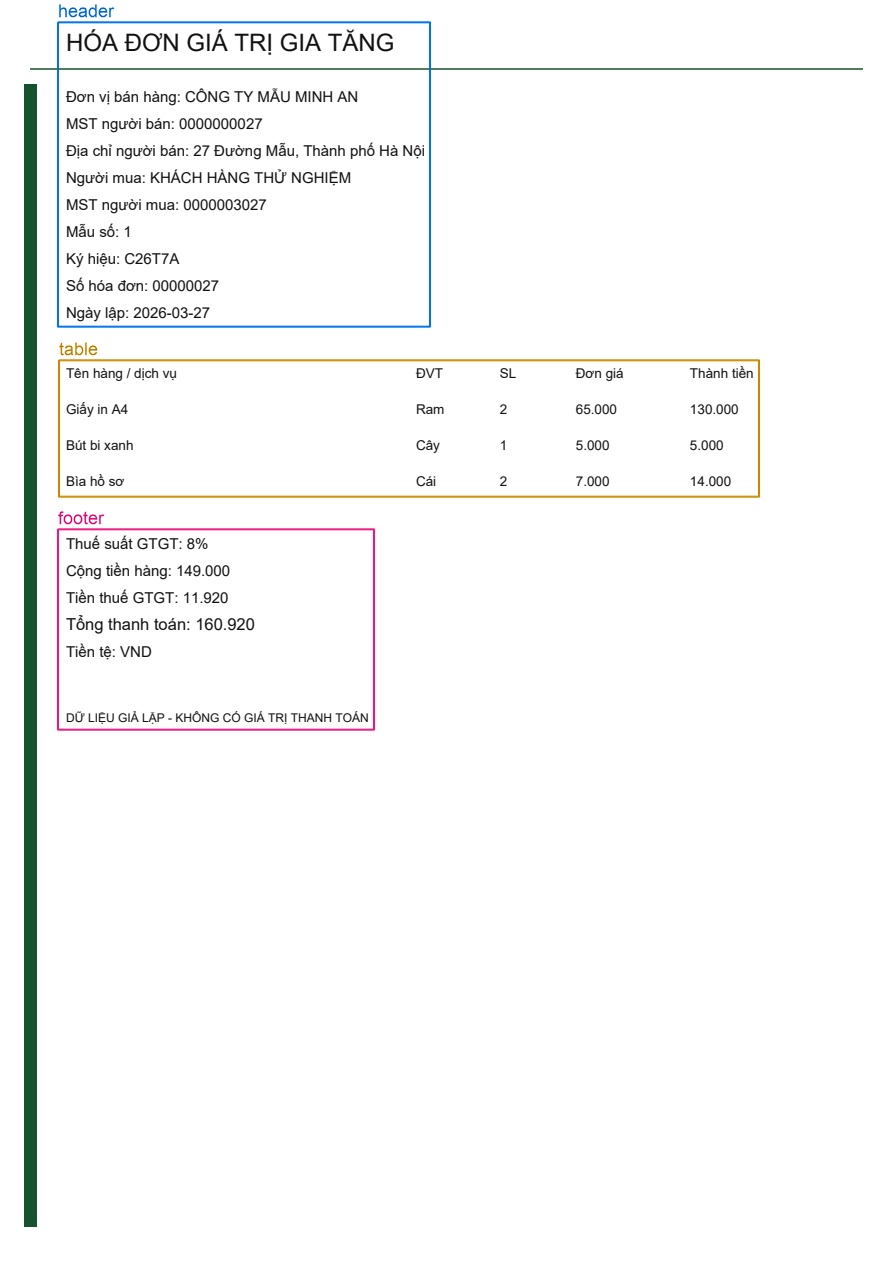 header
HÓA ĐƠN GIÁ TRỊ GIA TĂNG
Đơn vị bán hàng: CÔNG TY MẪU MINH AN
MST người bán: 0000000027
Địa chỉ người bán: 27 Đường Mẫu, Thành phố Hà Nội
Người mua: KHÁCH HÀNG THỬ NGHIỆM
MST người mua: 0000003027
Mẫu số: 1
Ký hiệu: C26T7A
Số hóa đơn: 00000027
Ngày lập: 2026-03-27
table
Tên hàng / dịch vụ ĐVT SL Đơn giá Thành tiền
Giấy in A4 Ram 2 65.000 130.000
Bút bi xanh Cây 1 5.000 5.000
Bìa hồ sơ Cái 2 7.000 14.000
footer
Thuế suất GTGT: 8%
Cộng tiền hàng: 149.000
Tiền thuế GTGT: 11.920
Tổng thanh toán: 160.920
Tiền tệ: VND
DỮ LIỆU GIẢ LẬP - KHÔNG CÓ GIÁ TRỊ THANH TOÁN